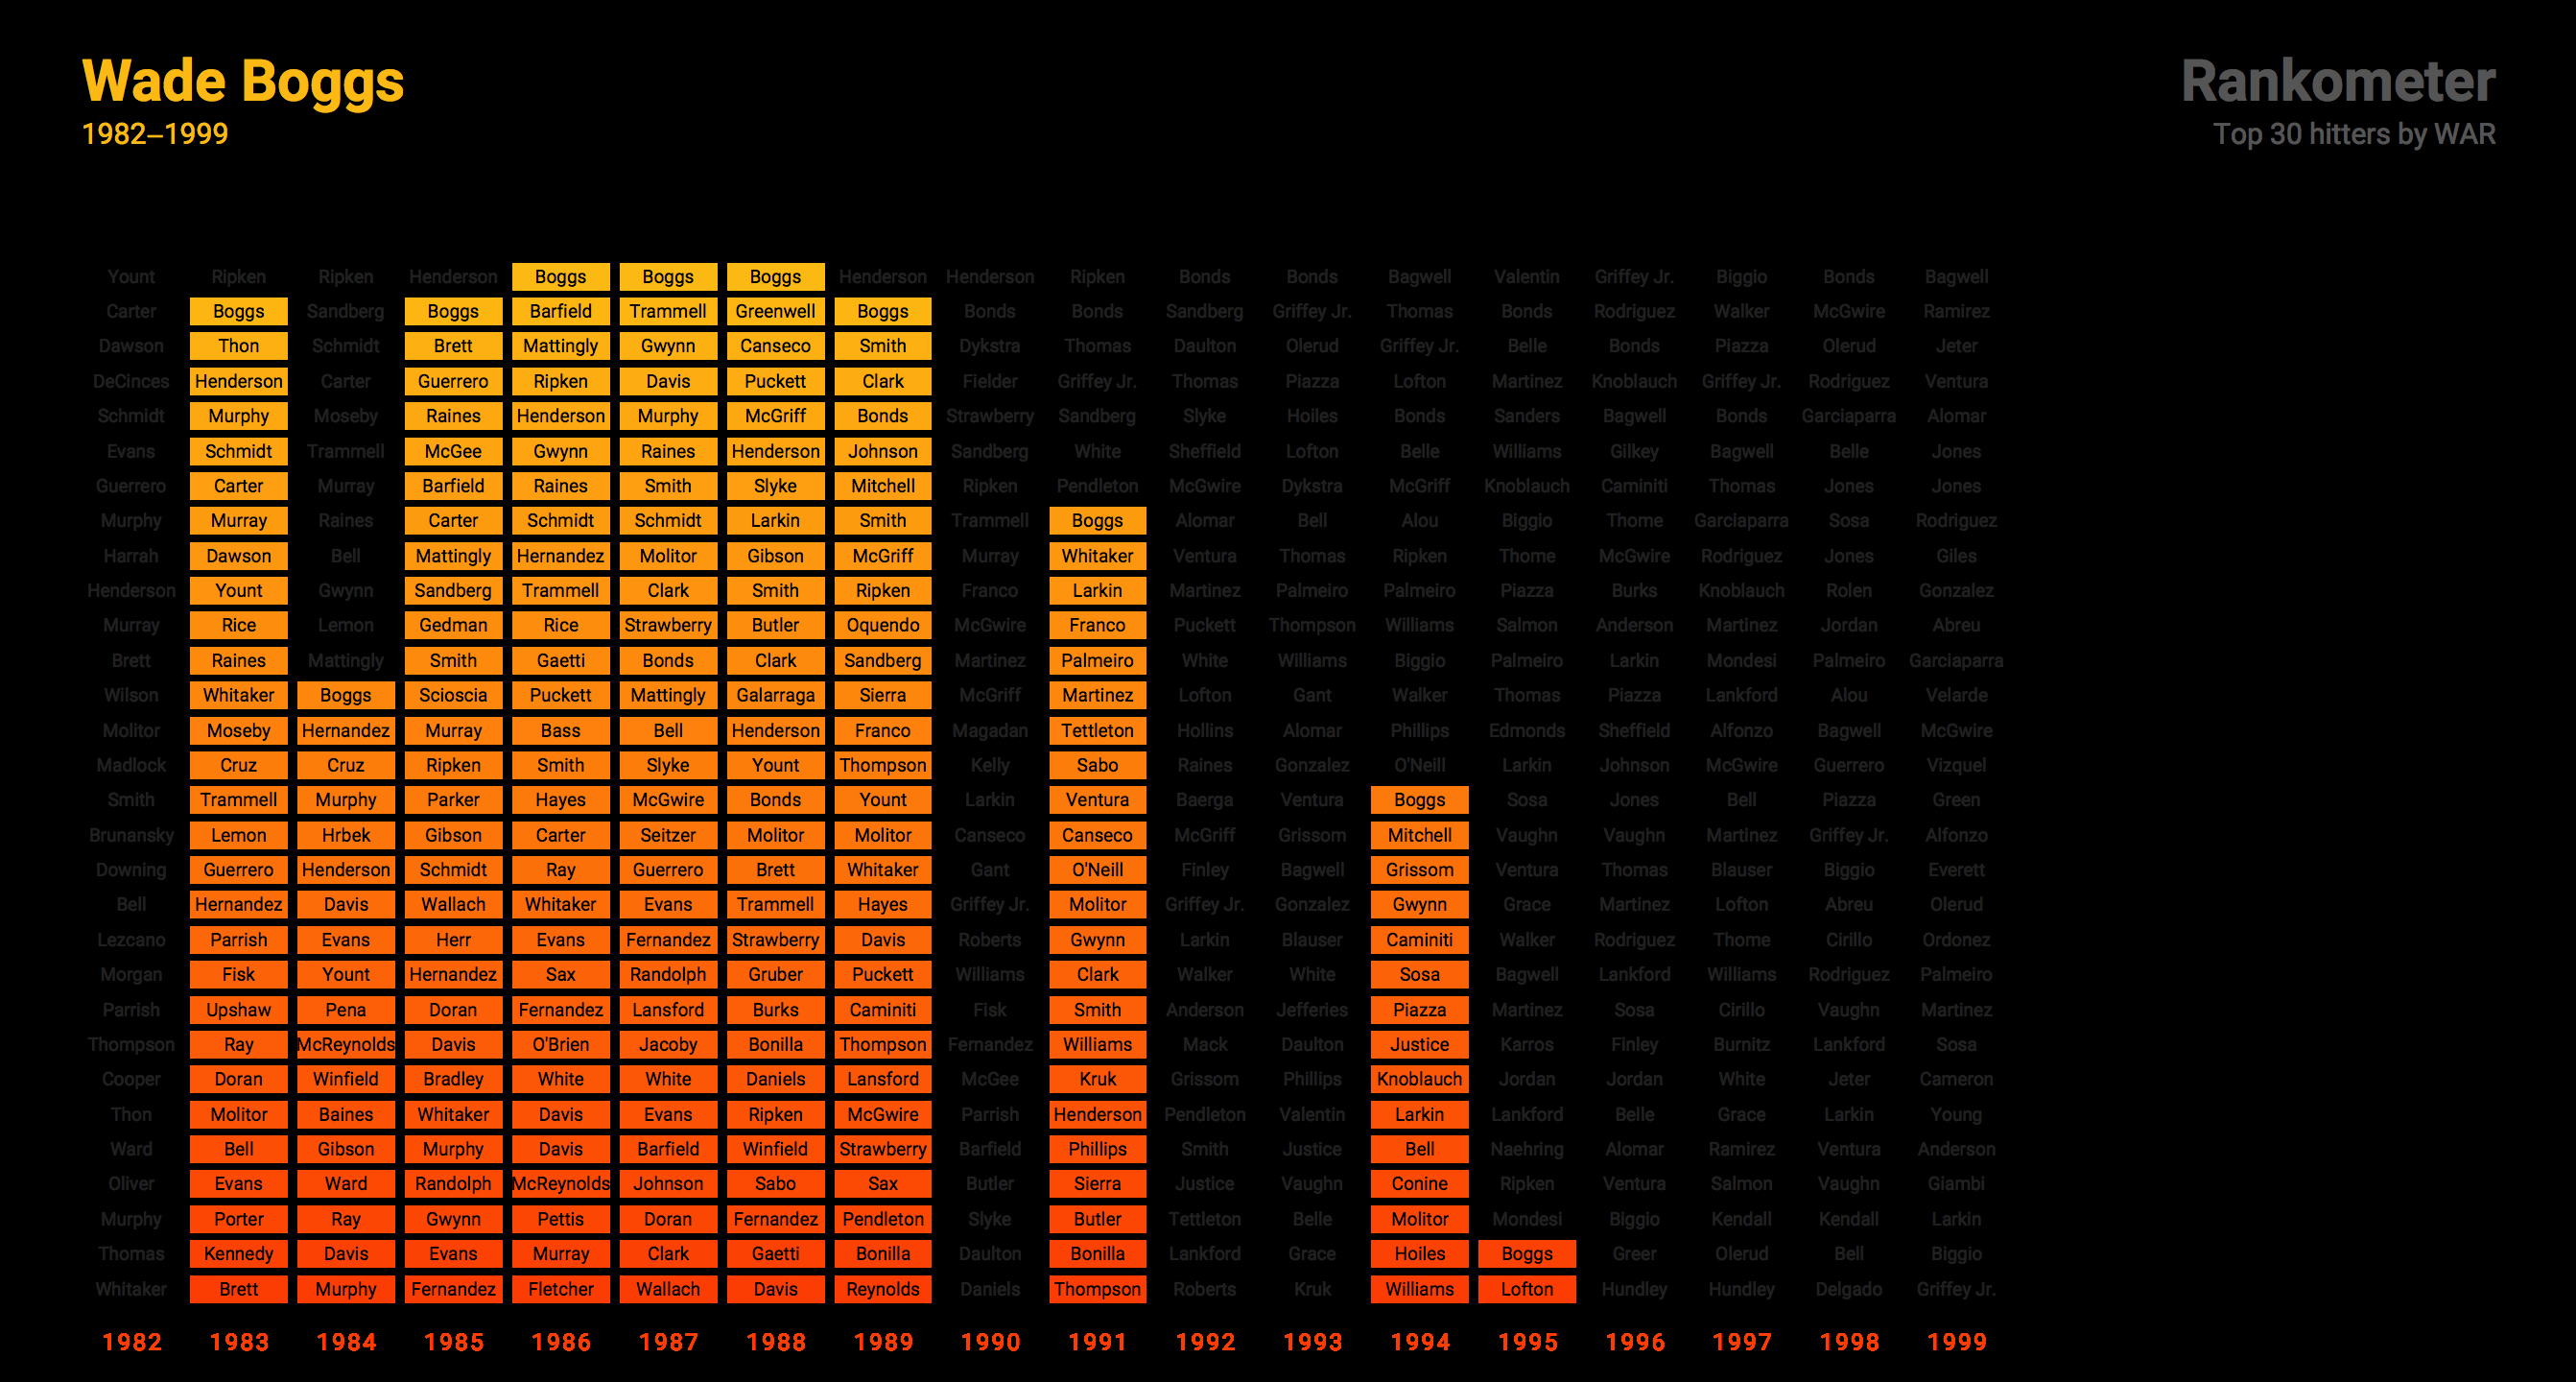 Wade Boggs
1982–1999
Rankometer
Top 30 hitters by WAR
Yount Ripken Ripken Henderson Boggs Boggs Boggs Henderson Henderson Ripken Bonds Bonds Bagwell Valentin Griffey Jr. Biggio Bonds Bagwell
Carter Boggs Sandberg Boggs Barfield Trammell Greenwell Boggs Bonds Bonds Sandberg Griffey Jr. Thomas Bonds Rodriguez Walker McGwire Ramirez
Dawson Thon Schmidt Brett Mattingly Gwynn Canseco Smith Dykstra Thomas Daulton Olerud Griffey Jr. Belle Bonds Piazza Olerud Jeter
DeCinces Henderson Carter Guerrero Ripken Davis Puckett Clark Fielder Griffey Jr. Thomas Piazza Lofton Martinez Knoblauch Griffey Jr. Rodriguez Ventura
Schmidt Murphy Moseby Raines Henderson Murphy McGriff Bonds Strawberry Sandberg Slyke Hoiles Bonds Sanders Bagwell Bonds Garciaparra Alomar
Evans Schmidt Trammell McGee Gwynn Raines Henderson Johnson Sandberg White Sheffield Lofton Belle Williams Gilkey Bagwell Belle Jones
Guerrero Carter Murray Barfield Raines Smith Slyke Mitchell Ripken Pendleton McGwire Dykstra McGriff Knoblauch Caminiti Thomas Jones Jones
Murphy Murray Raines Carter Schmidt Schmidt Larkin Smith Trammell Boggs Alomar Bell Alou Biggio Thome Garciaparra Sosa Rodriguez
Harrah Dawson Bell Mattingly Hernandez Molitor Gibson McGriff Murray Whitaker Ventura Thomas Ripken Thome McGwire Rodriguez Jones Giles
Henderson Yount Gwynn Sandberg Trammell Clark Smith Ripken Franco Larkin Martinez Palmeiro Palmeiro Piazza Burks Knoblauch Rolen Gonzalez
Murray Rice Lemon Gedman Rice Strawberry Butler Oquendo McGwire Franco Puckett Thompson Williams Salmon Anderson Martinez Jordan Abreu
Brett Raines Mattingly Smith Gaetti Bonds Clark Sandberg Martinez Palmeiro White Williams Biggio Palmeiro Larkin Mondesi Palmeiro Garciaparra
Wilson Whitaker Boggs Scioscia Puckett Mattingly Galarraga Sierra McGriff Martinez Lofton Gant Walker Thomas Piazza Lankford Alou Velarde
Molitor Moseby Hernandez Murray Bass Bell Henderson Franco Magadan Tettleton Hollins Alomar Phillips Edmonds Sheffield Alfonzo Bagwell McGwire
Madlock Cruz Cruz Ripken Smith Slyke Yount Thompson Kelly Sabo Raines Gonzalez O'Neill Larkin Johnson McGwire Guerrero Vizquel
Smith Trammell Murphy Parker Hayes McGwire Bonds Yount Larkin Ventura Baerga Ventura Boggs Sosa Jones Bell Piazza Green
Brunansky Lemon Hrbek Gibson Carter Seitzer Molitor Molitor Canseco Canseco McGriff Grissom Mitchell Vaughn Vaughn Martinez Griffey Jr. Alfonzo
Downing Guerrero Henderson Schmidt Ray Guerrero Brett Whitaker Gant O'Neill Finley Bagwell Grissom Ventura Thomas Blauser Biggio Everett
Bell Hernandez Davis Wallach Whitaker Evans Trammell Hayes Griffey Jr. Molitor Griffey Jr. Gonzalez Gwynn Grace Martinez Lofton Abreu Olerud
Lezcano Parrish Evans Herr Evans Fernandez Strawberry Davis Roberts Gwynn Larkin Blauser Caminiti Walker Rodriguez Thome Cirillo Ordonez
Morgan Fisk Yount Hernandez Sax Randolph Gruber Puckett Williams Clark Walker White Sosa Bagwell Lankford Williams Rodriguez Palmeiro
Parrish Upshaw Pena Doran Fernandez Lansford Burks Caminiti Fisk Smith Anderson Jefferies Piazza Martinez Sosa Cirillo Vaughn Martinez
Thompson Ray McReynolds Davis O'Brien Jacoby Bonilla Thompson Fernandez Williams Mack Daulton Justice Karros Finley Burnitz Lankford Sosa
Cooper Doran Winfield Bradley White White Daniels Lansford McGee Kruk Grissom Phillips Knoblauch Jordan Jordan White Jeter Cameron
Thon Molitor Baines Whitaker Davis Evans Ripken McGwire Parrish Henderson Pendleton Valentin Larkin Lankford Belle Grace Larkin Young
Ward Bell Gibson Murphy Davis Barfield Winfield Strawberry Barfield Phillips Smith Justice Bell Naehring Alomar Ramirez Ventura Anderson
Oliver Evans Ward Randolph McReynolds Johnson Sabo Sax Butler Sierra Justice Vaughn Conine Ripken Ventura Salmon Vaughn Giambi
Murphy Porter Ray Gwynn Pettis Doran Fernandez Pendleton Slyke Butler Tettleton Belle Molitor Mondesi Biggio Kendall Kendall Larkin
Thomas Kennedy Davis Evans Murray Clark Gaetti Bonilla Daulton Bonilla Lankford Grace Hoiles Boggs Greer Olerud Bell Biggio
Whitaker Brett Murphy Fernandez Fletcher Wallach Davis Reynolds Daniels Thompson Roberts Kruk Williams Lofton Hundley Hundley Delgado Griffey Jr.
1982 1983 1984 1985 1986 1987 1988 1989 1990 1991 1992 1993 1994 1995 1996 1997 1998 1999